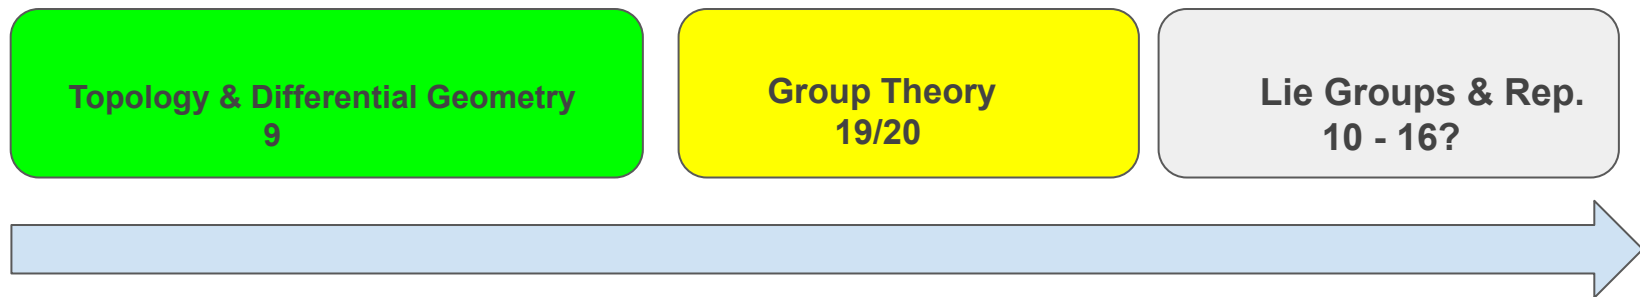 Topology & Differential Geometry
9
Group Theory
19/20
Lie Groups & Rep.
10 - 16?